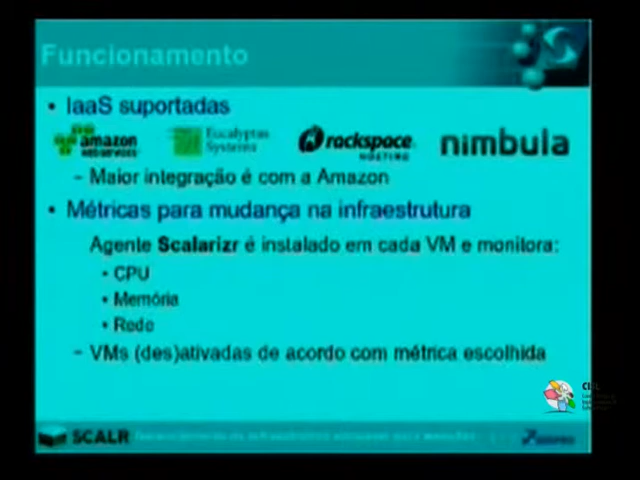 Funcionamento
• IaaS suportadas
amazon
Eucalyptus
Systems
rackspace
HOSTING
nimbula
– Maior integração é com a Amazon
• Métricas para mudança na infraestrutura
Agente Scalarizr é instalado em cada VM e monitora:
• CPU
• Memória
• Rede
– VMs (des)ativadas de acordo com métrica escolhida
SCALR